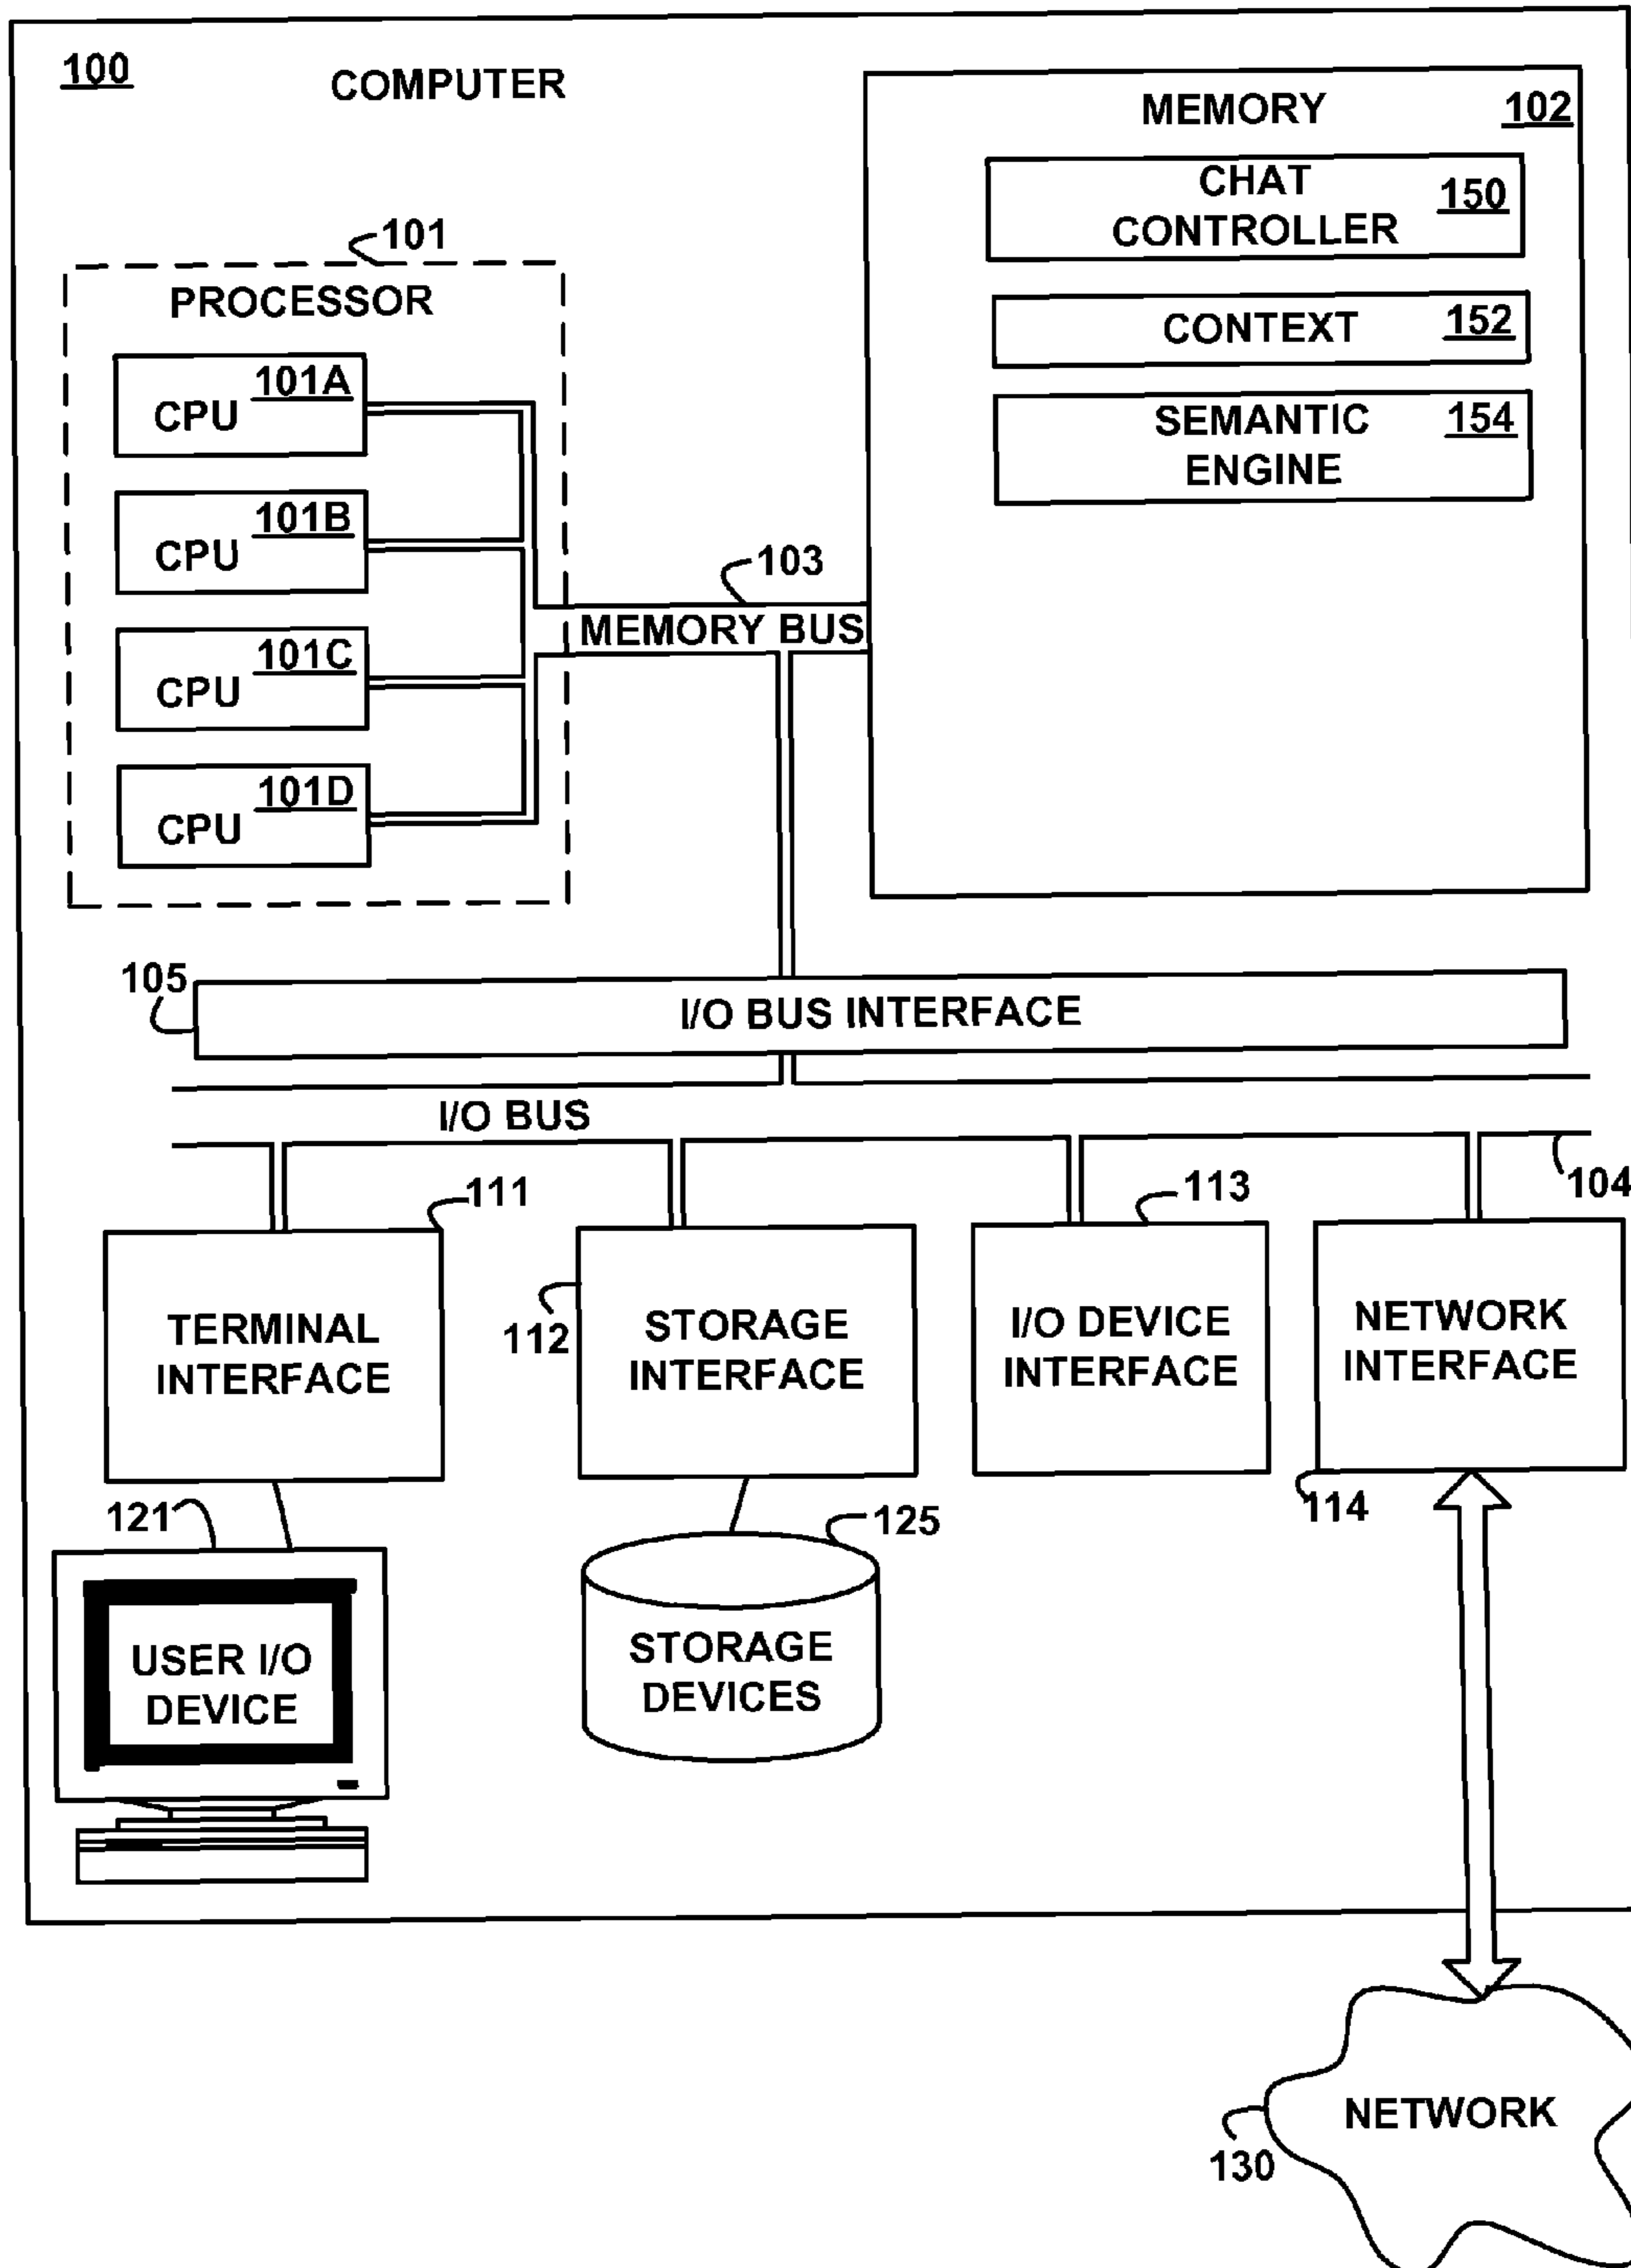 100
COMPUTER
MEMORY
102
CHAT
CONTROLLER
150
CONTEXT
152
SEMANTIC
ENGINE
154
101
PROCESSOR
101A
CPU
101B
CPU
101C
CPU
101D
CPU
103
MEMORY BUS
105
I/O BUS INTERFACE
I/O BUS
104
111
TERMINAL
INTERFACE
112
STORAGE
INTERFACE
113
I/O DEVICE
INTERFACE
NETWORK
INTERFACE
114
121
USER I/O
DEVICE
125
STORAGE
DEVICES
NETWORK
130